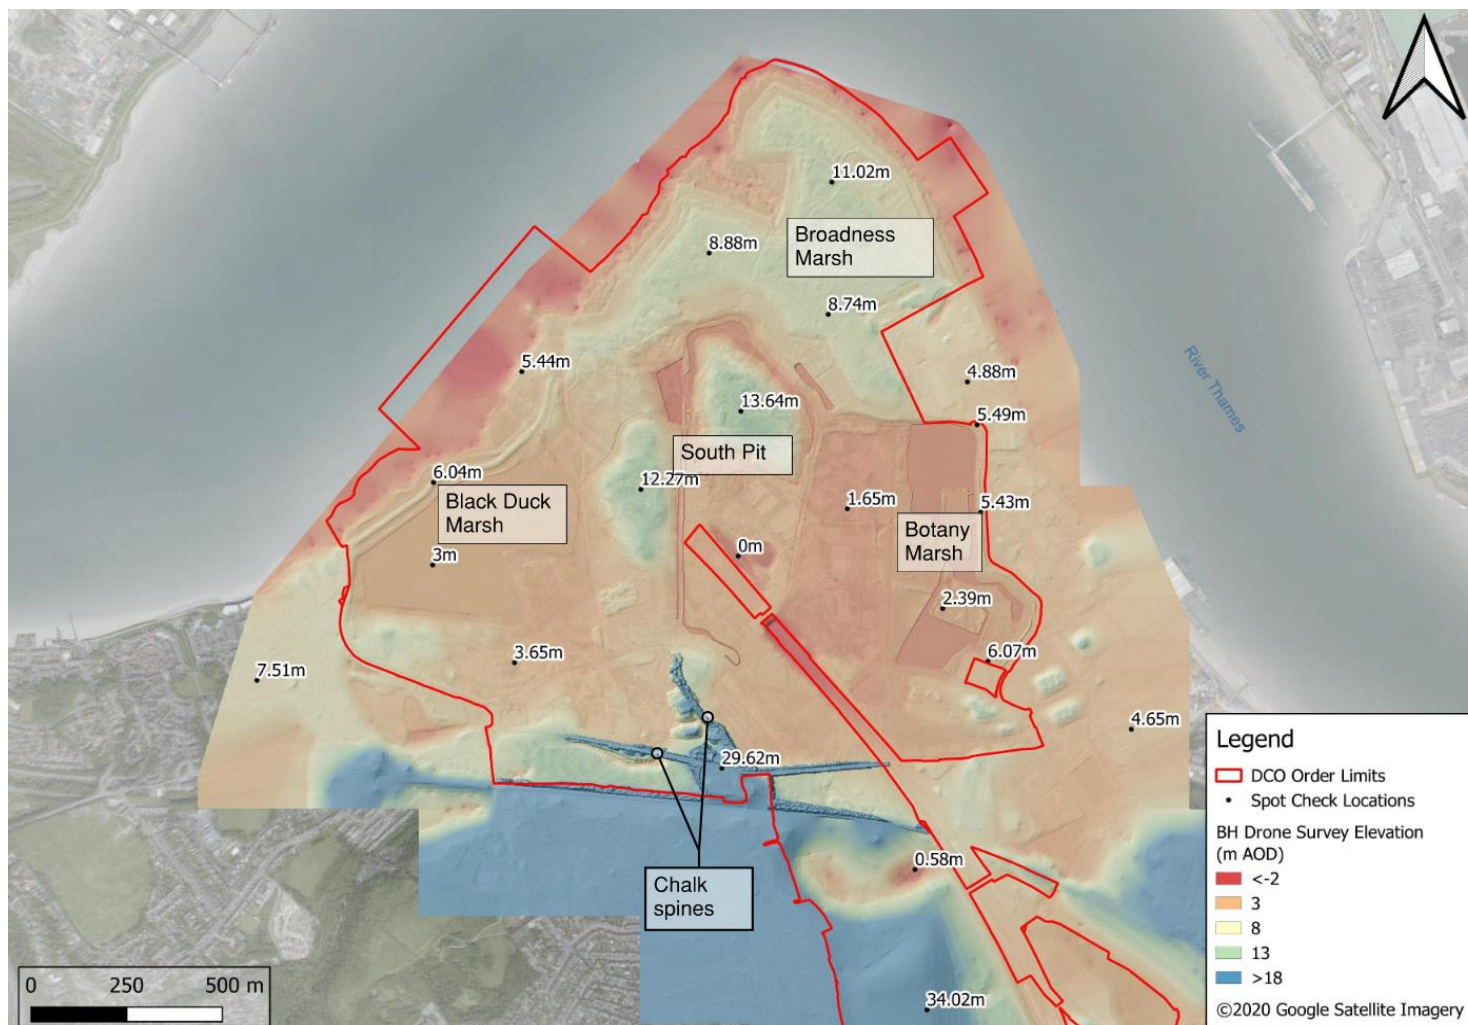 11.02m
Broadness
Marsh
8.88m
8.74m
River Thames
5.44m
4.88m
13.64m
5.49m
South Pit
6.04m
12.27m
Black Duck
Marsh
1.65m
5.43m
Botany
Marsh
0m
3m
2.39m
3.65m
6.07m
7.51m
4.65m
29.62m
0.58m
Chalk
spines
34.02m
0 250 500 m
Legend
DCO Order Limits
Spot Check Locations
BH Drone Survey Elevation
(m AOD)
<-2
3
8
13
>18
©2020 Google Satellite Imagery